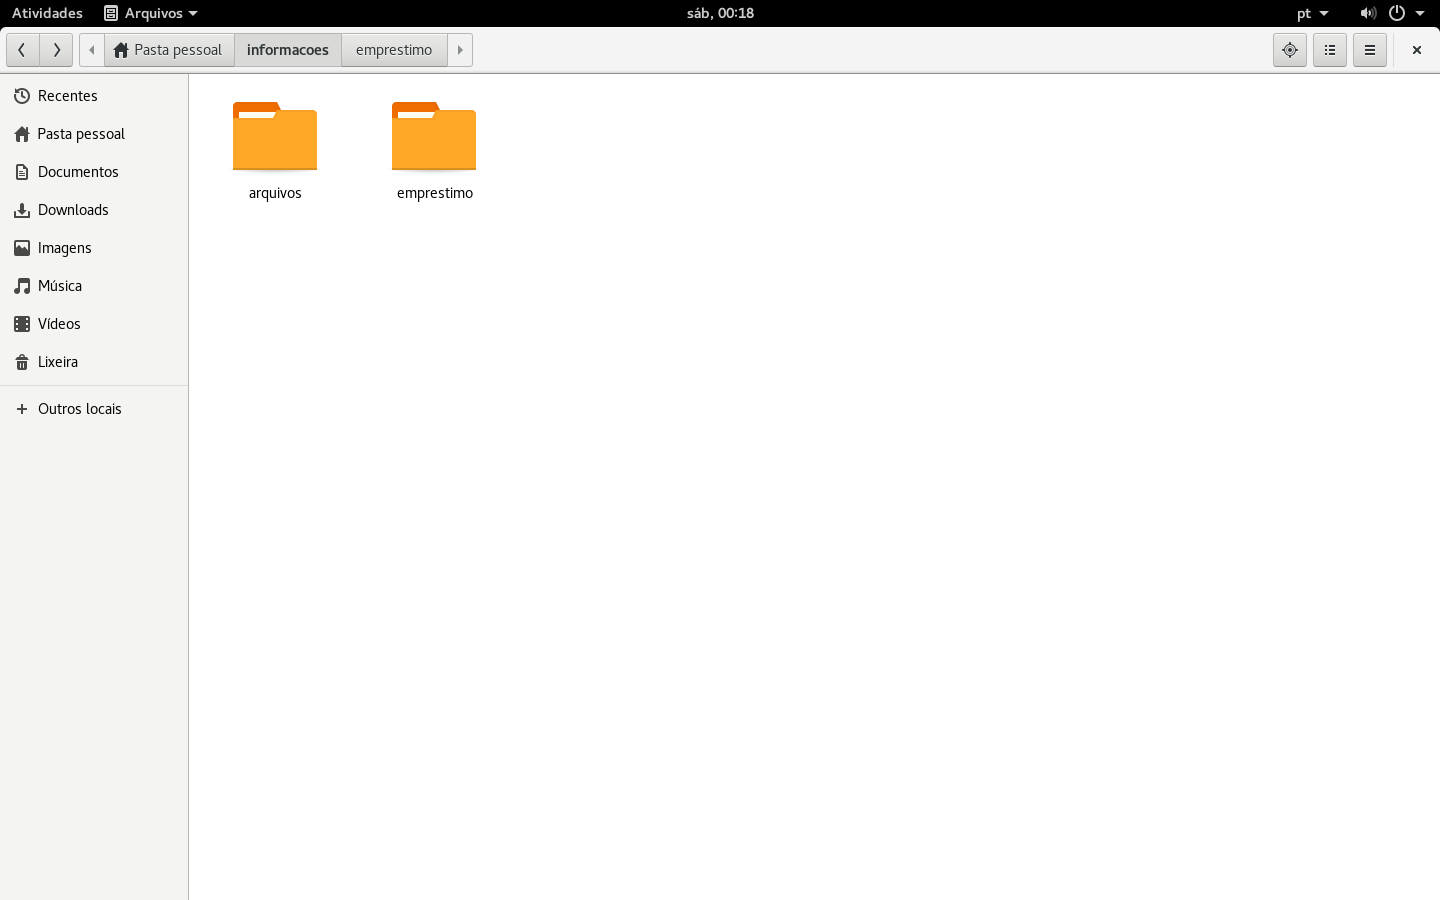 Atividades Arquivos sáb, 00:18 pt
Pasta pessoal informacoes emprestimo
Recentes
Pasta pessoal
Documentos
Downloads
Imagens
Música
Vídeos
Lixeira
Outros locais
arquivos emprestimo